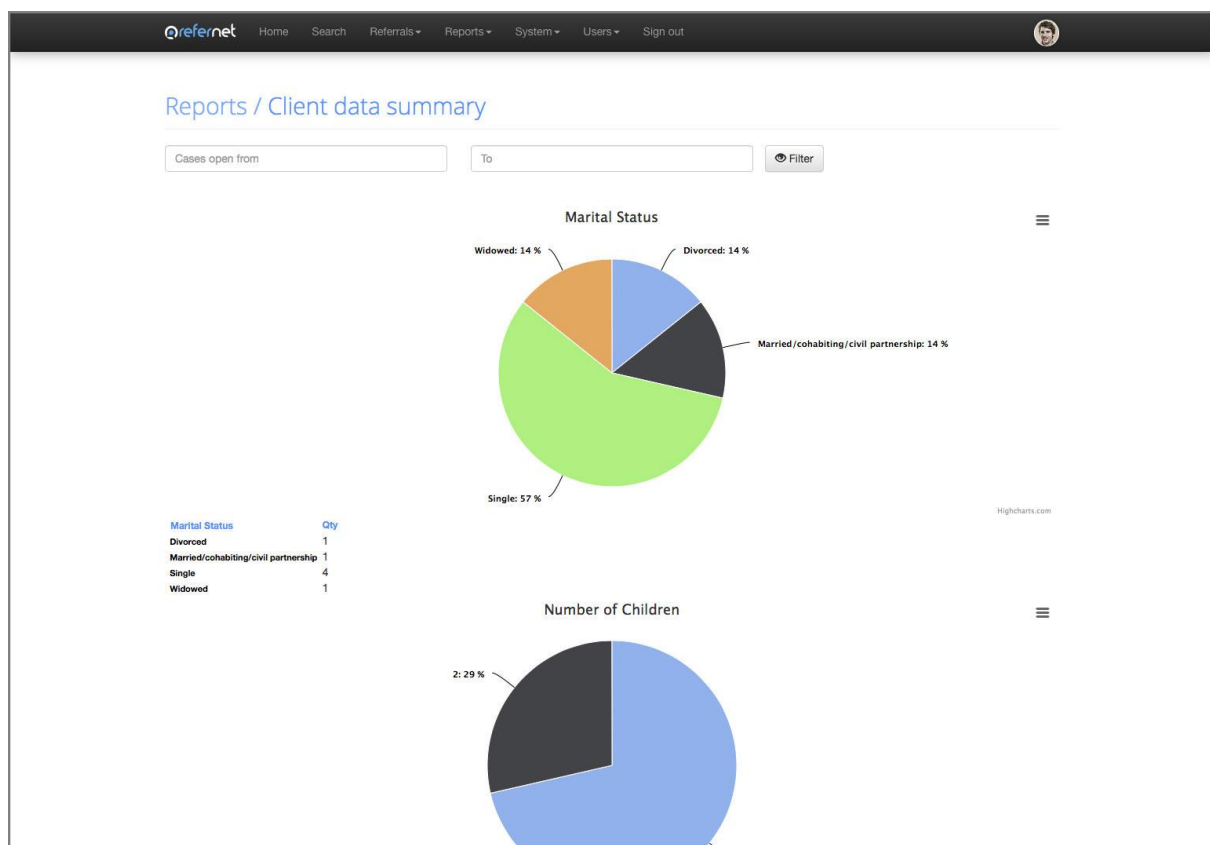 refernet Home Search Referrals Reports System Users Sign out
Reports / Client data summary
Cases open from To Filter
Marital Status
Widowed: 14 % Divorced: 14 %
Married/cohabiting/civil partnership: 14 %
Single: 57 %
Highcharts.com
Marital Status Qty
Divorced 1
Married/cohabiting/civil partnership 1
Single 4
Widowed 1
Number of Children
2: 29 %